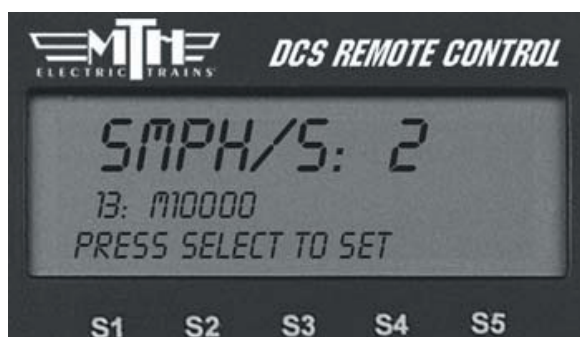 MTH
ELECTRIC TRAINS
DCS REMOTE CONTROL
SMPH/S: 2
13: M10000
PRESS SELECT TO SET
S1 S2 S3 S4 S5